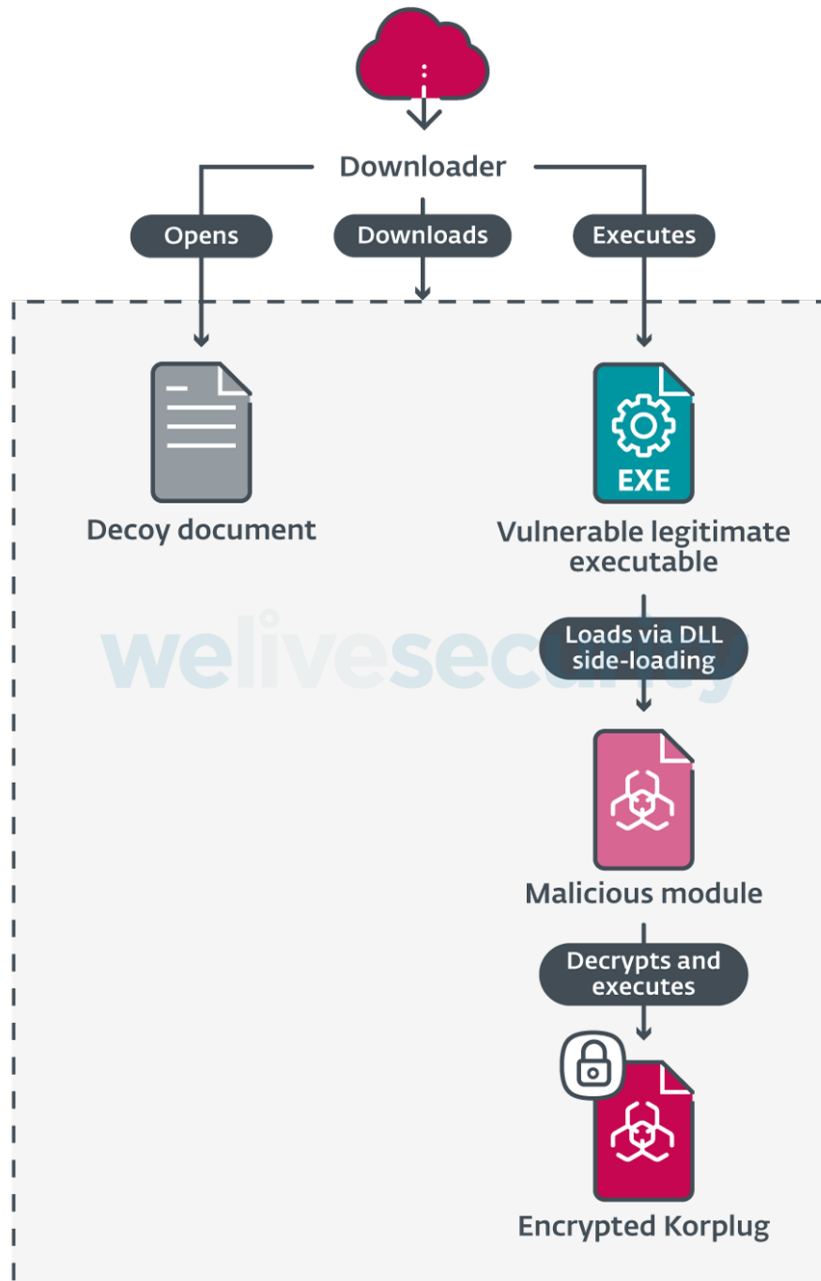 Downloader
Opens
Downloads
Executes
EXE
Decoy document
Vulnerable legitimate
executable
welivesecurity
Loads via DLL
side-loading
Malicious module
Decrypts and
executes
Encrypted Korplug